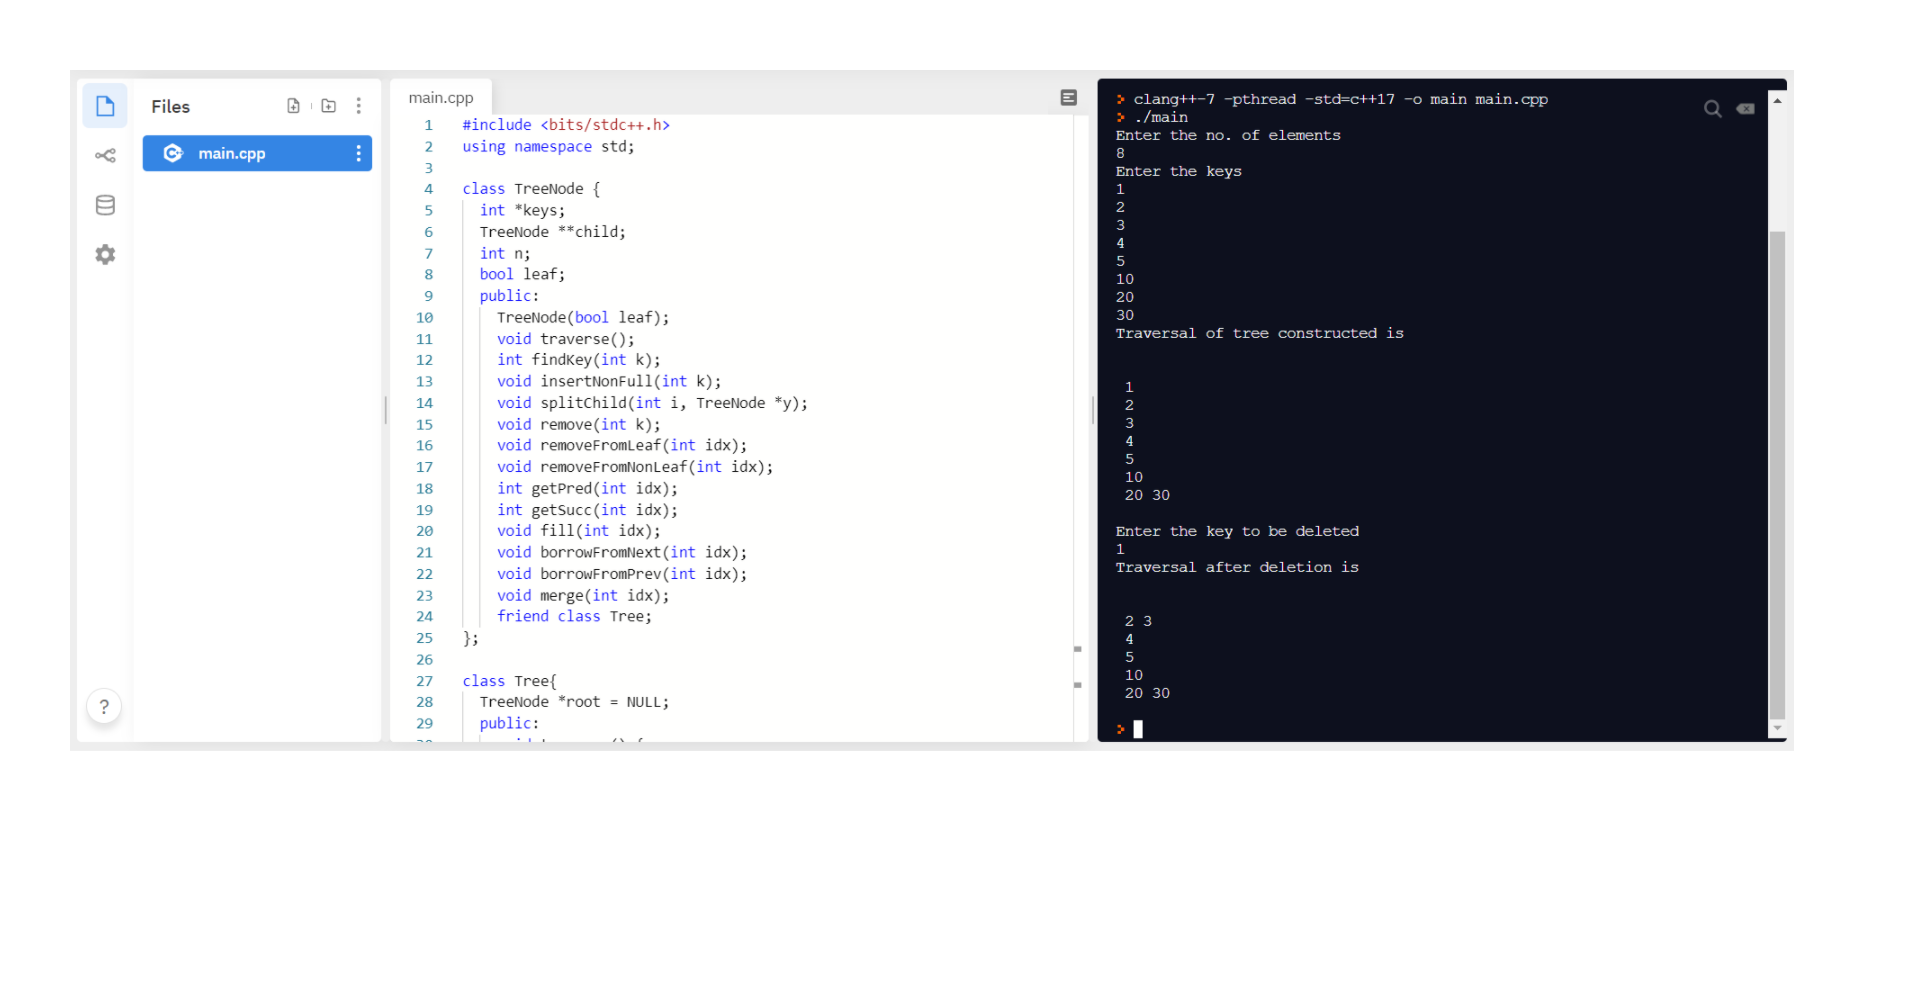 Files
main.cpp
?
main.cpp
1 #include <bits/stdc++.h>
2 using namespace std;
3
4 class TreeNode {
5 int *keys;
6 TreeNode **child;
7 int n;
8 bool leaf;
9 public:
10 TreeNode(bool leaf);
11 void traverse();
12 int findKey(int k);
13 void insertNonFull(int k);
14 void splitChild(int i, TreeNode *y);
15 void remove(int k);
16 void removeFromLeaf(int idx);
17 void removeFromNonLeaf(int idx);
18 int getPred(int idx);
19 int getSucc(int idx);
20 void fill(int idx);
21 void borrowFromNext(int idx);
22 void borrowFromPrev(int idx);
23 void merge(int idx);
24 friend class Tree;
25 };
26
27 class Tree{
28 TreeNode *root = NULL;
29 public:
> clang++-7 -pthread -std=c++17 -o main main.cpp
> ./main
Enter the no. of elements
8
Enter the keys
1
2
3
4
5
10
20
30
Traversal of tree constructed is
1
2
3
4
5
10
20 30
Enter the key to be deleted
1
Traversal after deletion is
2 3
4
5
10
20 30
>